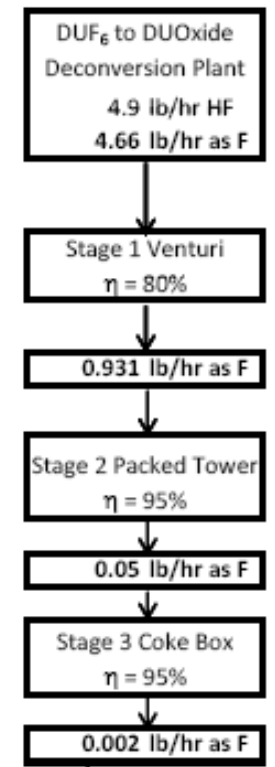 DUF₆ to DUOxide
Deconversion Plant
4.9 lb/hr HF
4.66 lb/hr as F
Stage 1 Venturi
η = 80%
0.931 lb/hr as F
Stage 2 Packed Tower
η = 95%
0.05 lb/hr as F
Stage 3 Coke Box
η = 95%
0.002 lb/hr as F